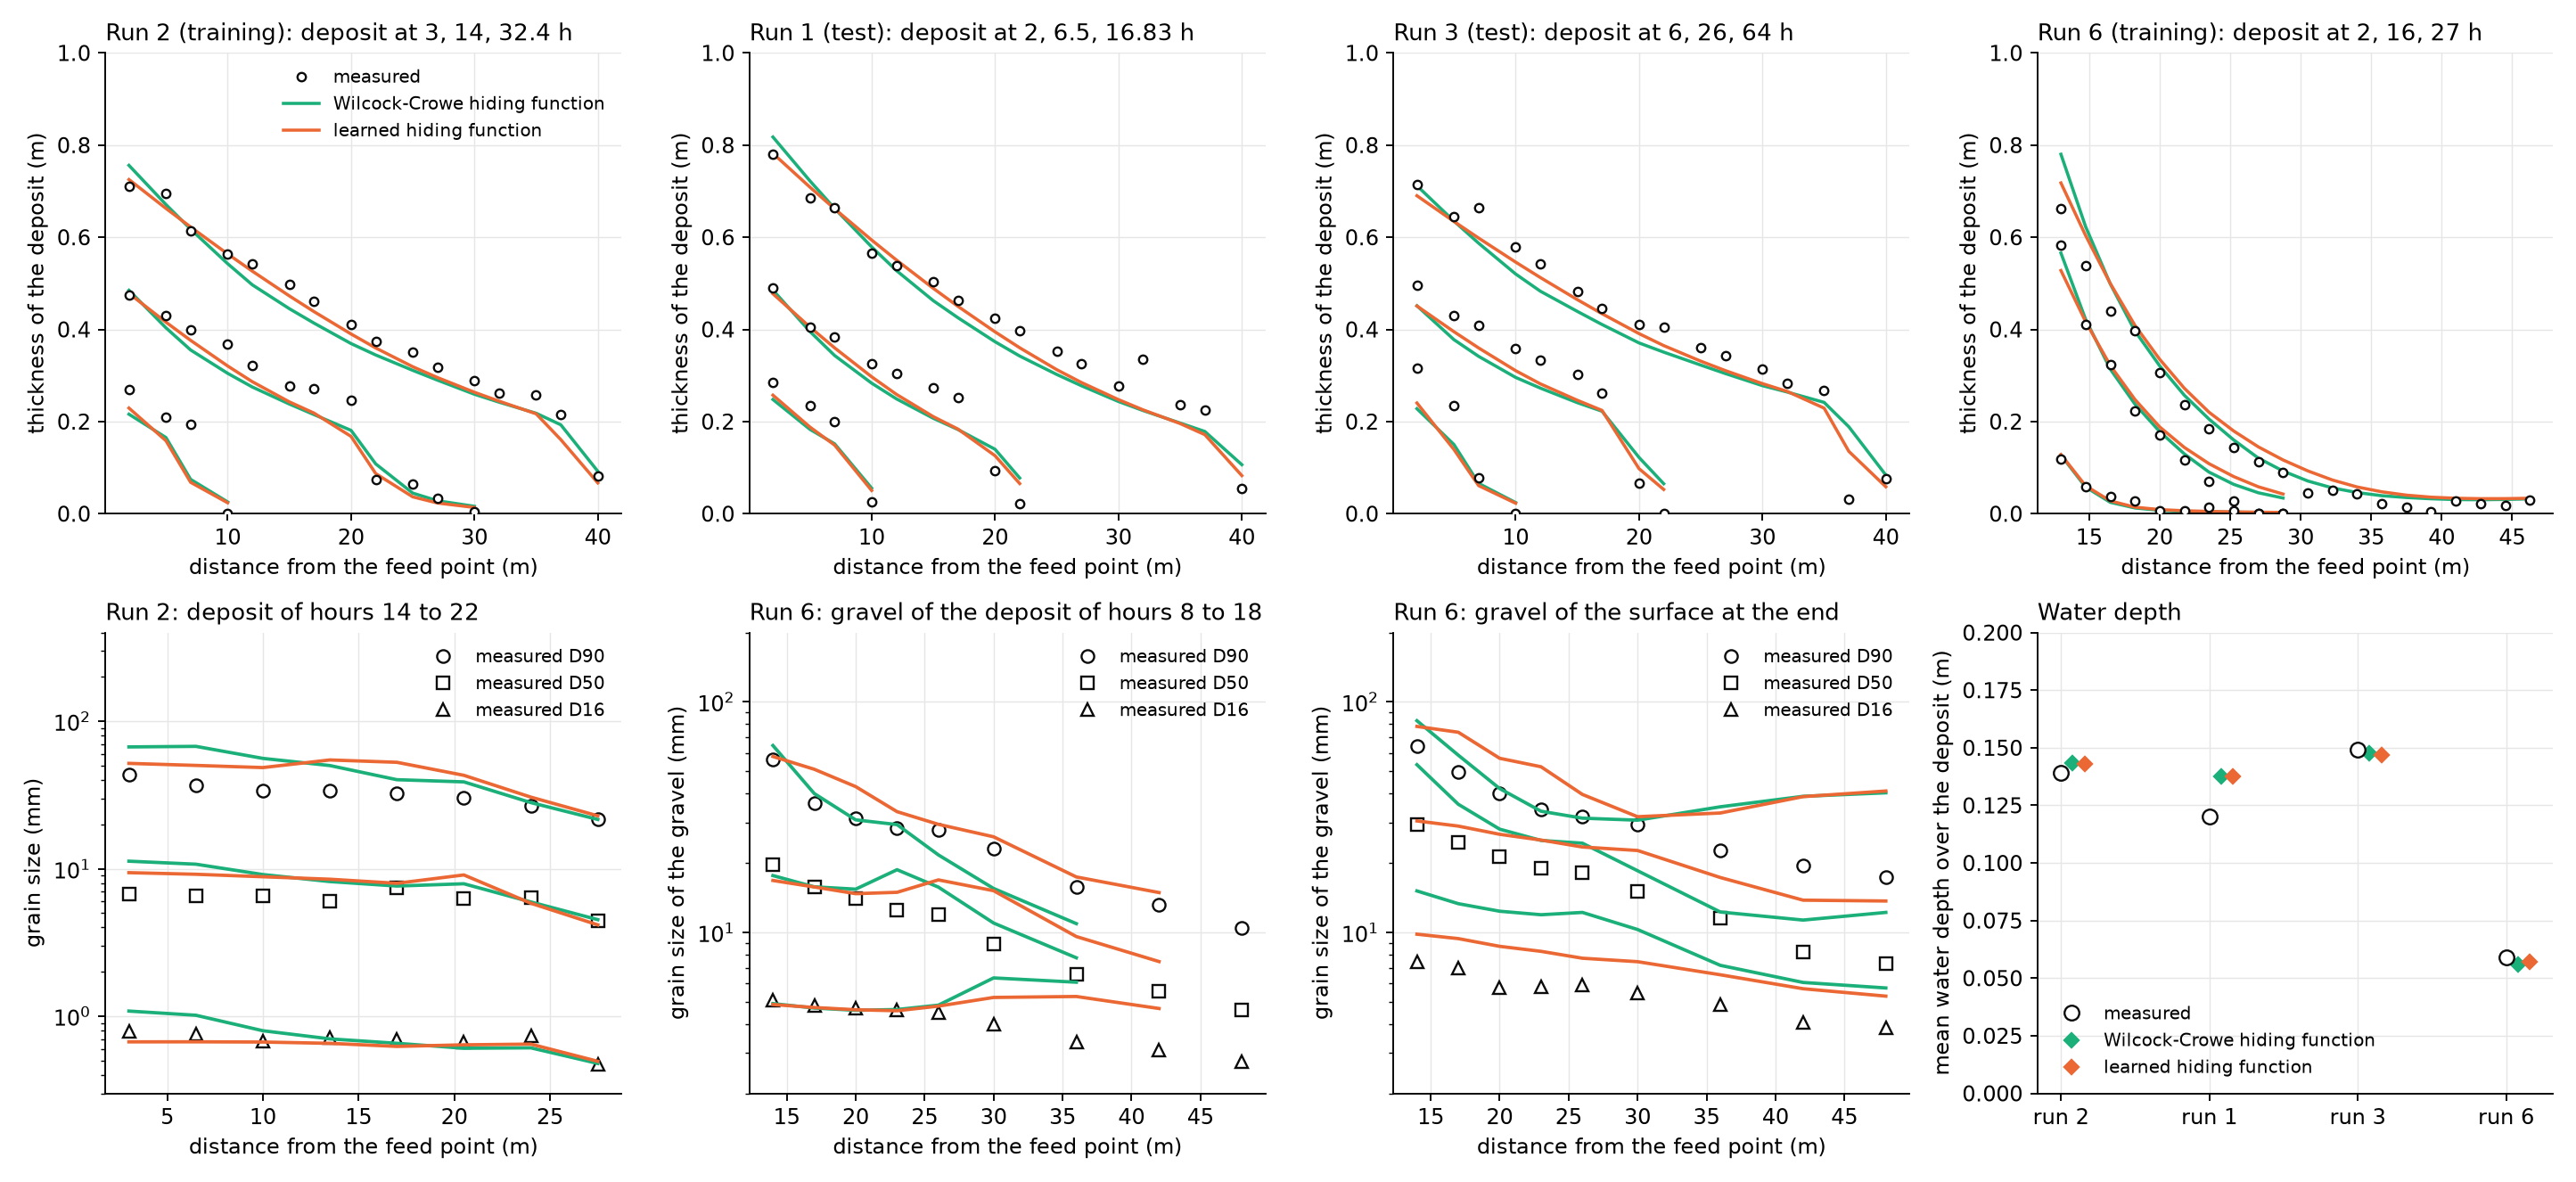 Run 2 (training): deposit at 3, 14, 32.4 h
thickness of the deposit (m)
1.0
0.8
0.6
0.4
0.2
0.0
measured
Wilcock-Crowe hiding function
learned hiding function
10
20
30
40
distance from the feed point (m)
Run 1 (test): deposit at 2, 6.5, 16.83 h
thickness of the deposit (m)
1.0
0.8
0.6
0.4
0.2
0.0
10
20
30
40
distance from the feed point (m)
Run 3 (test): deposit at 6, 26, 64 h
thickness of the deposit (m)
1.0
0.8
0.6
0.4
0.2
0.0
10
20
30
40
distance from the feed point (m)
Run 6 (training): deposit at 2, 16, 27 h
thickness of the deposit (m)
1.0
0.8
0.6
0.4
0.2
0.0
15
20
25
30
35
40
45
distance from the feed point (m)
Run 2: deposit of hours 14 to 22
grain size (mm)
10²
10¹
10⁰
measured D90
measured D50
measured D16
5
10
15
20
25
distance from the feed point (m)
Run 6: gravel of the deposit of hours 8 to 18
grain size of the gravel (mm)
10²
10¹
measured D90
measured D50
measured D16
15
20
25
30
35
40
45
distance from the feed point (m)
Run 6: gravel of the surface at the end
grain size of the gravel (mm)
10²
10¹
measured D90
measured D50
measured D16
15
20
25
30
35
40
45
distance from the feed point (m)
Water depth
mean water depth over the deposit (m)
0.200
0.175
0.150
0.125
0.100
0.075
0.050
0.025
0.000
measured
Wilcock-Crowe hiding function
learned hiding function
run 2
run 1
run 3
run 6